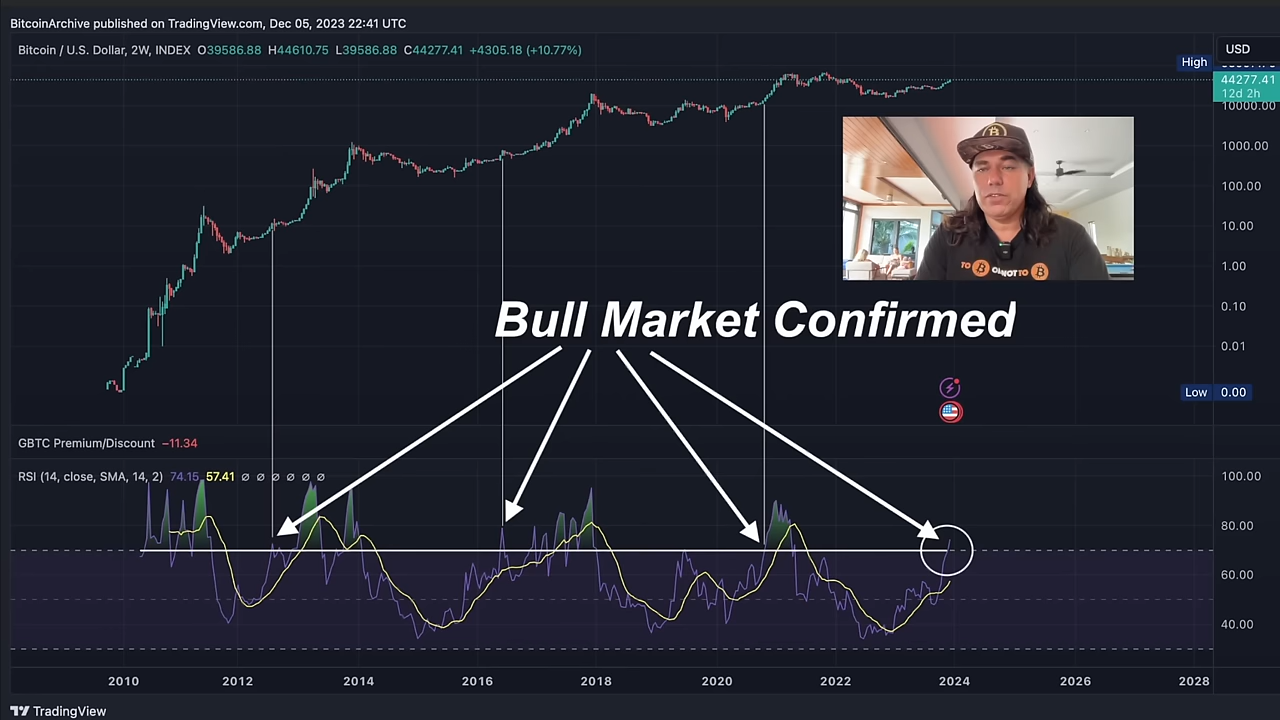 BitcoinArchive published on TradingView.com, Dec 05, 2023 22:41 UTC
Bitcoin / U.S. Dollar, 2W, INDEX O39586.88 H44610.75 L39586.88 C44277.41 +4305.18 (+10.77%)
USD
High
44277.41
12d 2h
10000.00
1000.00
100.00
10.00
1.00
0.10
0.01
Low 0.00
TO B OR NOT TO B
Bull Market Confirmed
GBTC Premium/Discount −11.34
RSI (14, close, SMA, 14, 2) 74.15 57.41 ∅ ∅ ∅ ∅ ∅ ∅
100.00
80.00
60.00
40.00
2010 2012 2014 2016 2018 2020 2022 2024 2026 2028
TradingView